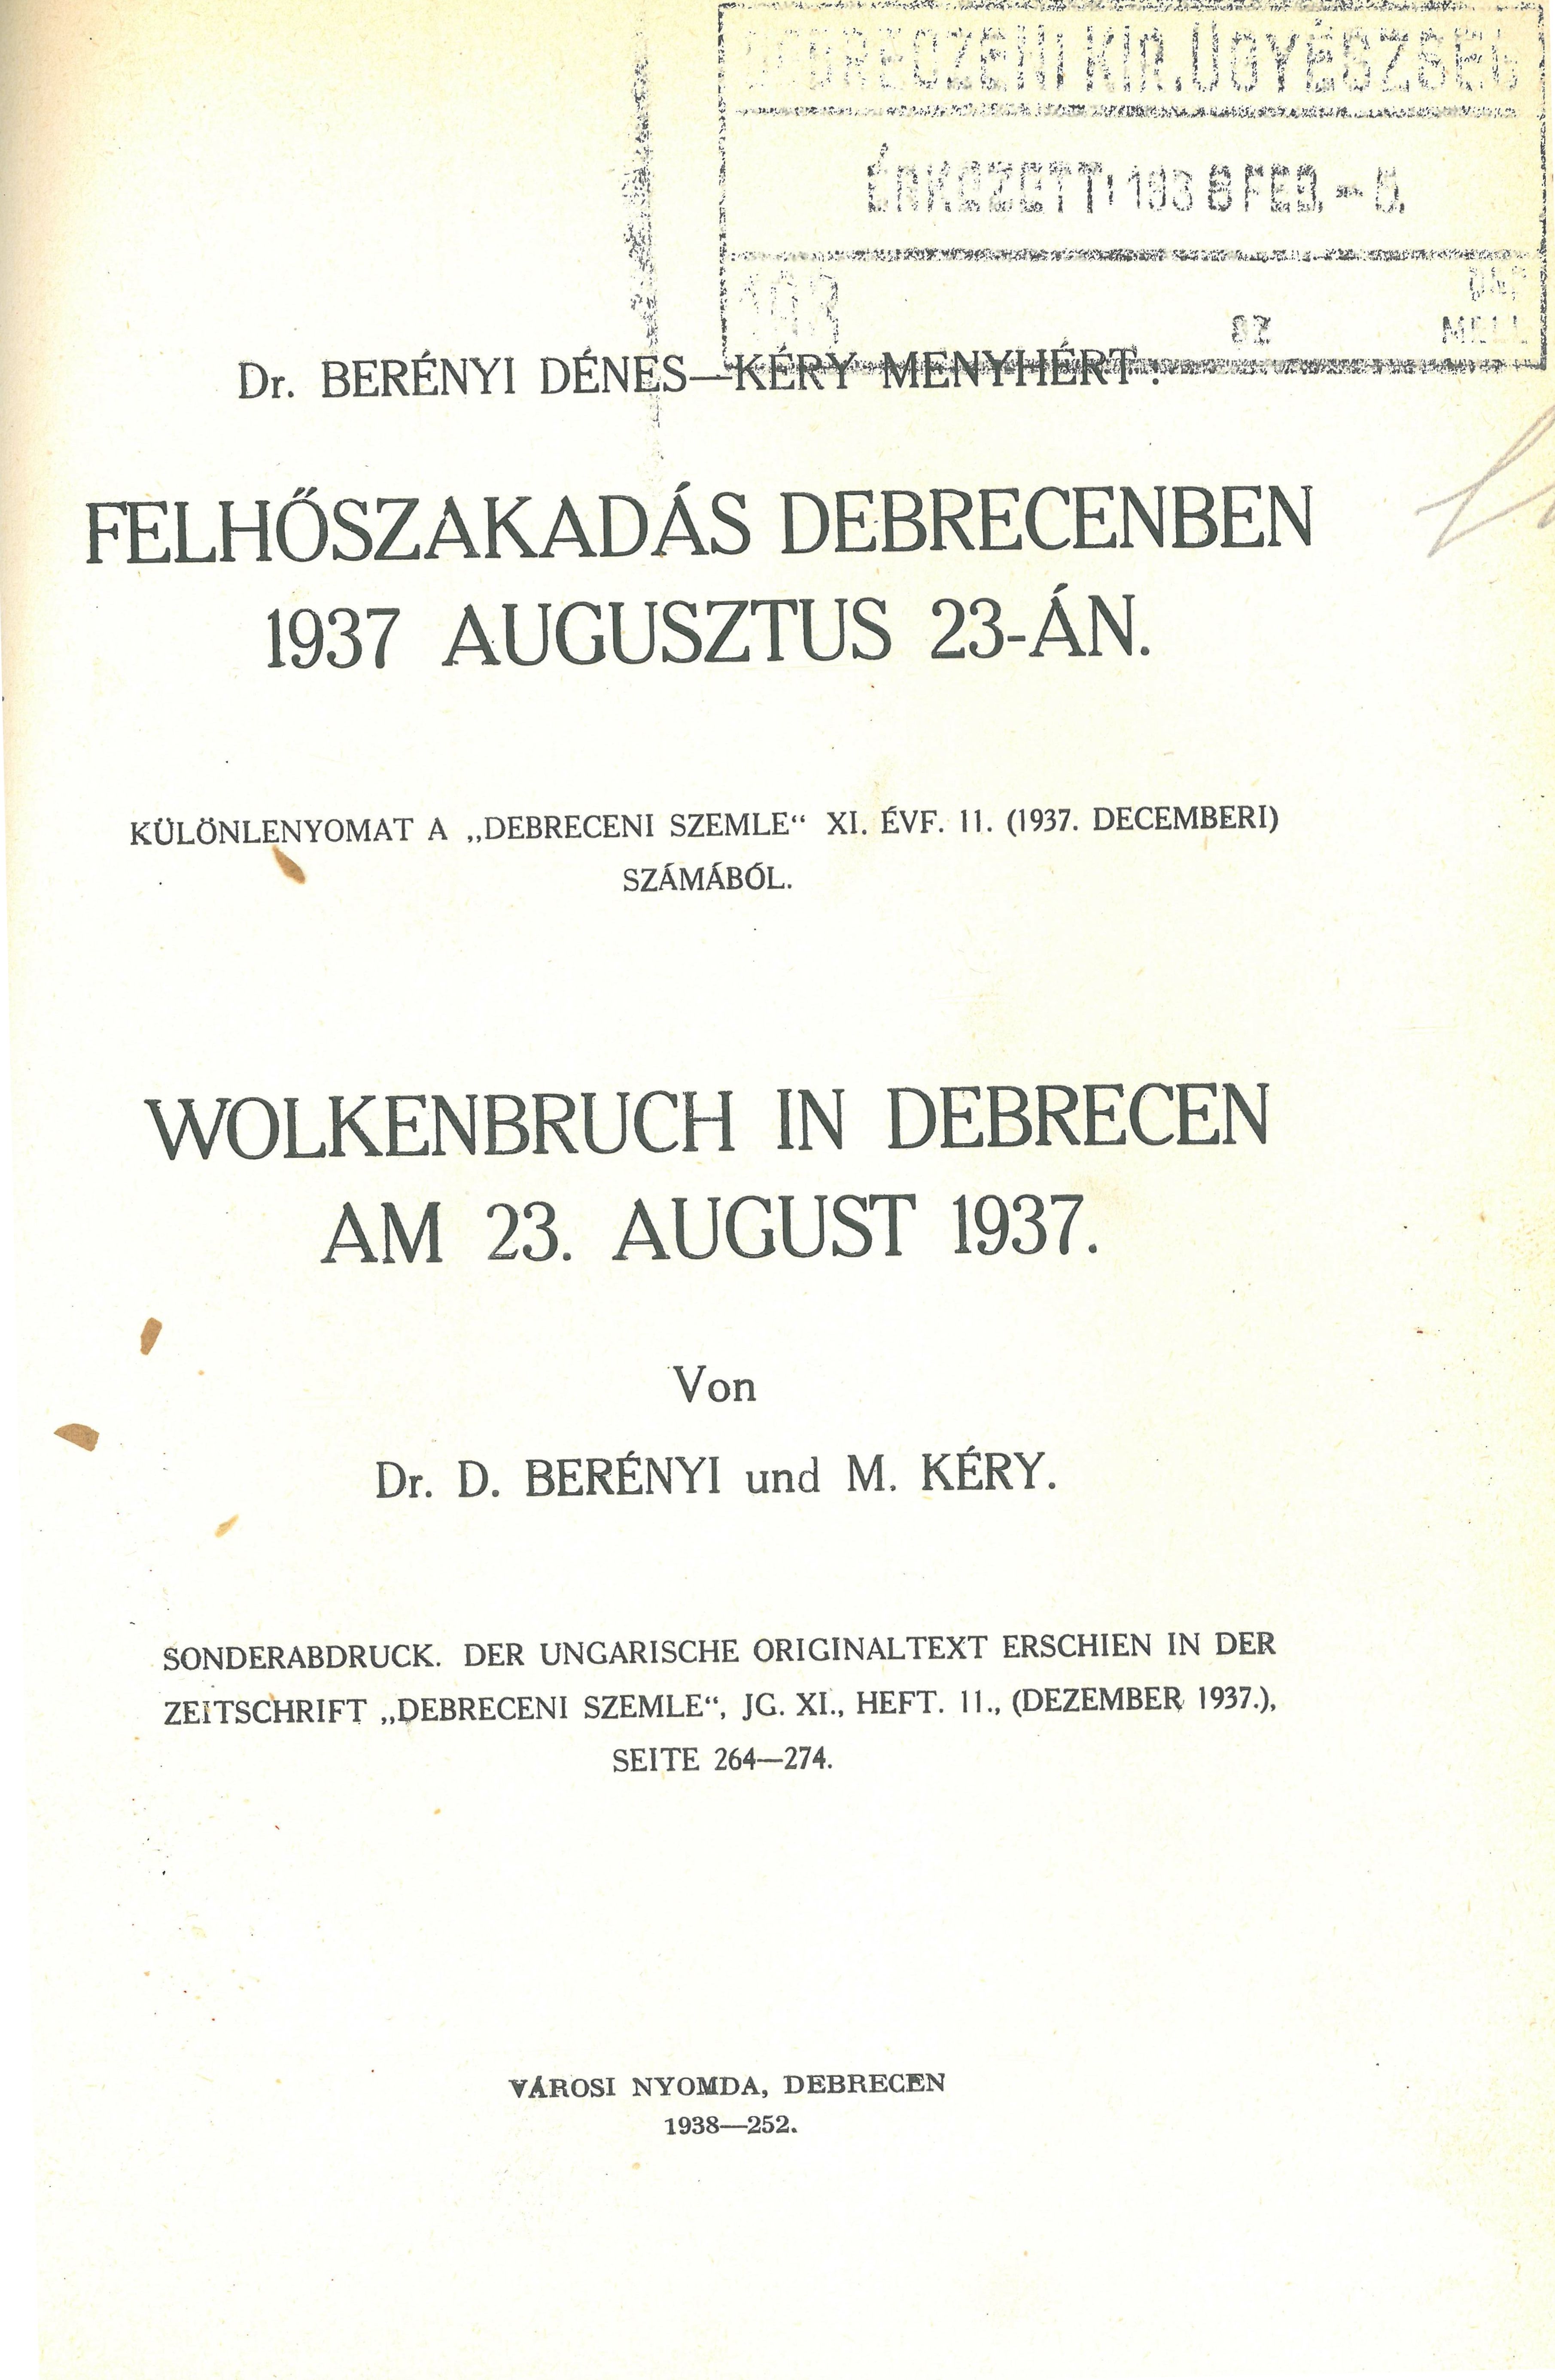 DEBRECZENI KIR. ÜGYÉSZSÉG
ÉRKEZETT: 1938 FEB.
Dr. BERÉNYI DÉNES—KÉRY MENYHÉRT:
FELHŐSZAKADÁS DEBRECENBEN
1937 AUGUSZTUS 23-ÁN.
KÜLÖNLENYOMAT A „DEBRECENI SZEMLE“ XI. ÉVF. 11. (1937. DECEMBERI)
SZÁMÁBÓL.
WOLKENBRUCH IN DEBRECEN
AM 23. AUGUST 1937.
Von
Dr. D. BERÉNYI und M. KÉRY.
SONDERABDRUCK. DER UNGARISCHE ORIGINALTEXT ERSCHIEN IN DER
ZEITSCHRIFT „DEBRECENI SZEMLE“, JG. XI., HEFT. 11., (DEZEMBER 1937.),
SEITE 264—274.
VÁROSI NYOMDA, DEBRECEN
1938—252.